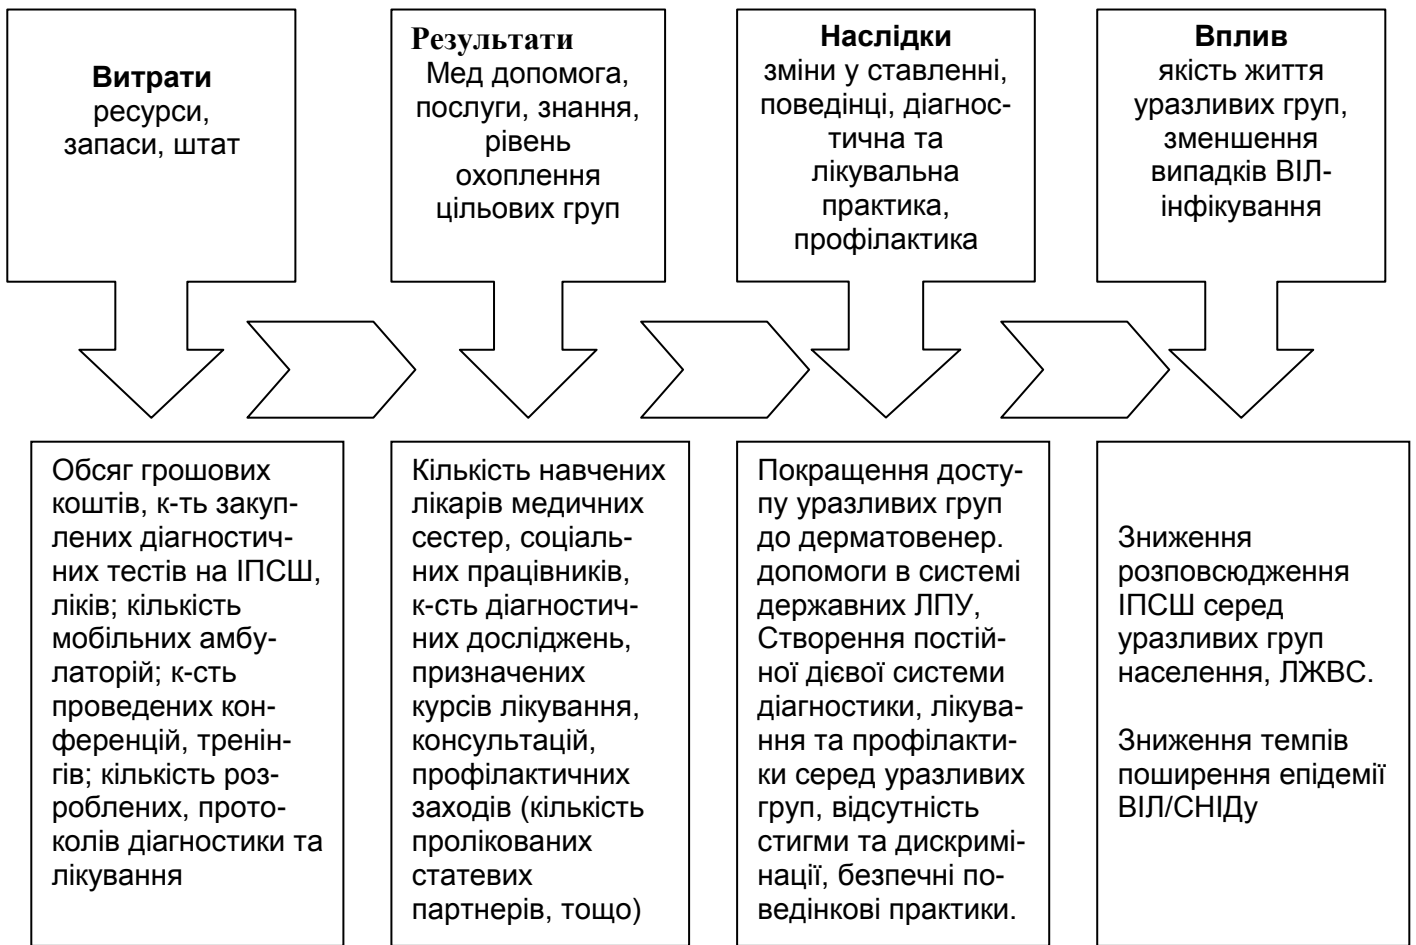 Витрати
ресурси,
запаси, штат
Результати
Мед допомога,
послуги, знання,
рівень
охоплення
цільових груп
Наслідки
зміни у ставленні,
поведінці, діагнос-
тична та
лікувальна
практика,
профілактика
Вплив
якість життя
уразливих груп,
зменшення
випадків ВІЛ-
інфікування
Обсяг грошових
коштів, к-ть закуп-
лених діагностич-
них тестів на ІПСШ,
ліків; кількість
мобільних амбу-
латорій; к-сть
проведених кон-
ференцій, тренін-
гів; кількість роз-
роблених, прото-
колів діагностики та
лікування
Кількість навчених
лікарів медичних
сестер, соціаль-
них працівників,
к-сть діагностич-
них досліджень,
призначених
курсів лікування,
консультацій,
профілактичних
заходів (кількість
пролікованих
статевих
партнерів, тощо)
Покращення досту-
пу уразливих груп
до дерматовенер.
допомоги в системі
державних ЛПУ,
Створення постій-
ної дієвої системи
діагностики, лікува-
ння та профілакти-
ки серед уразливих
груп, відсутність
стигми та дискримі-
нації, безпечні по-
ведінкові практики.
Зниження
розповсюдження
ІПСШ серед
уразливих груп
населення, ЛЖВС.
Зниження темпів
поширення епідемії
ВІЛ/СНІДу